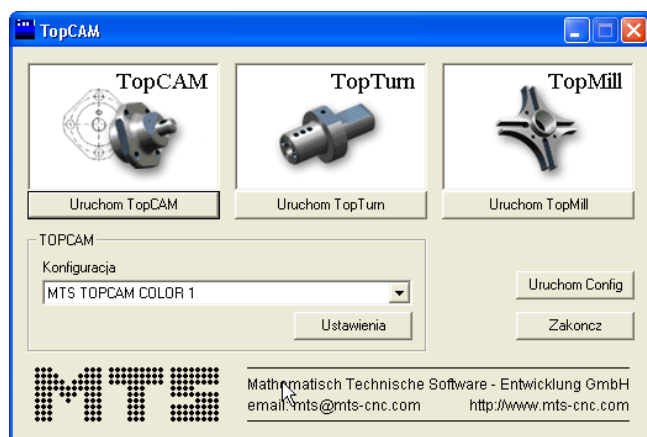 TopCAM
TopCAM TopTurn TopMill
Uruchom TopCAM Uruchom TopTurn Uruchom TopMill
TOPCAM
Konfiguracja
MTS TOPCAM COLOR 1
Uruchom Config
Ustawienia Zakoncz
MTS
Mathematisch Technische Software - Entwicklung GmbH
email: mts@mts-cnc.com http://www.mts-cnc.com